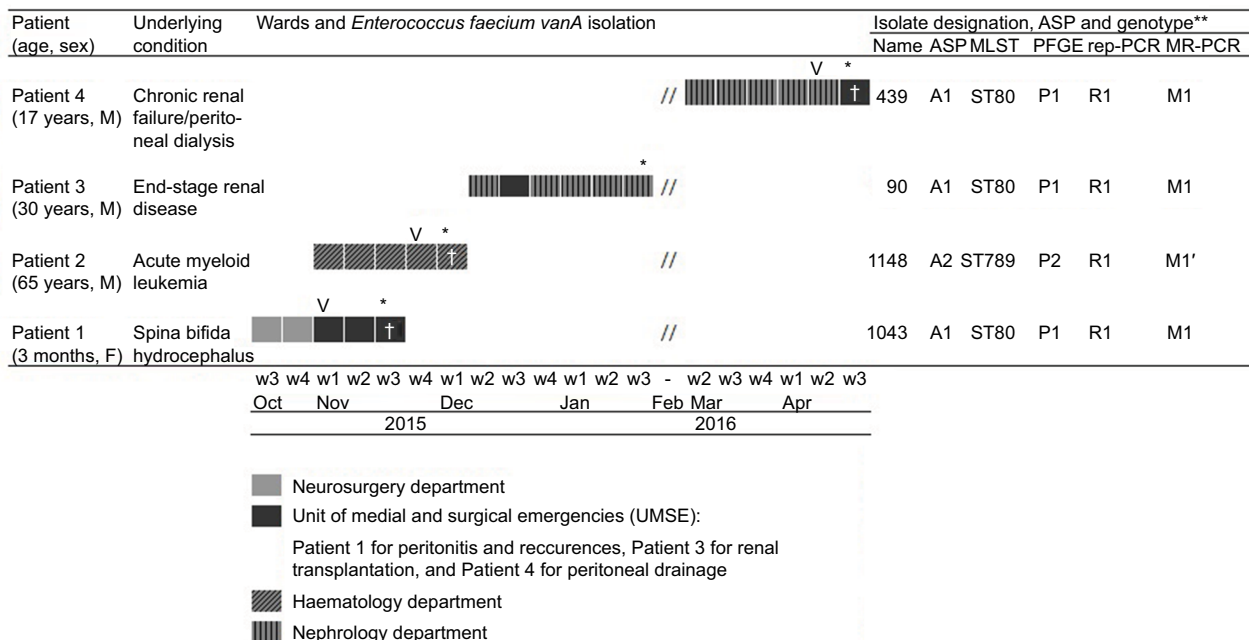 Patient Underlying Wards and Enterococcus faecium vanA isolation Isolate designation, ASP and genotype**
(age, sex) condition Name ASP MLST PFGE rep-PCR MR-PCR
V *
Patient 4 Chronic renal // † 439 A1 ST80 P1 R1 M1
(17 years, M) failure/perito-
neal dialysis
*
Patient 3 End-stage renal // 90 A1 ST80 P1 R1 M1
(30 years, M) disease
V *
Patient 2 Acute myeloid † // 1148 A2 ST789 P2 R1 M1′
(65 years, M) leukemia
V *
Patient 1 Spina bifida † // 1043 A1 ST80 P1 R1 M1
(3 months, F) hydrocephalus
w3 w4 w1 w2 w3 w4 w1 w2 w3 w4 w1 w2 w3 - w2 w3 w4 w1 w2 w3
Oct Nov Dec Jan Feb Mar Apr
2015 2016
Neurosurgery department
Unit of medial and surgical emergencies (UMSE):
Patient 1 for peritonitis and reccurences, Patient 3 for renal
transplantation, and Patient 4 for peritoneal drainage
Haematology department
Nephrology department